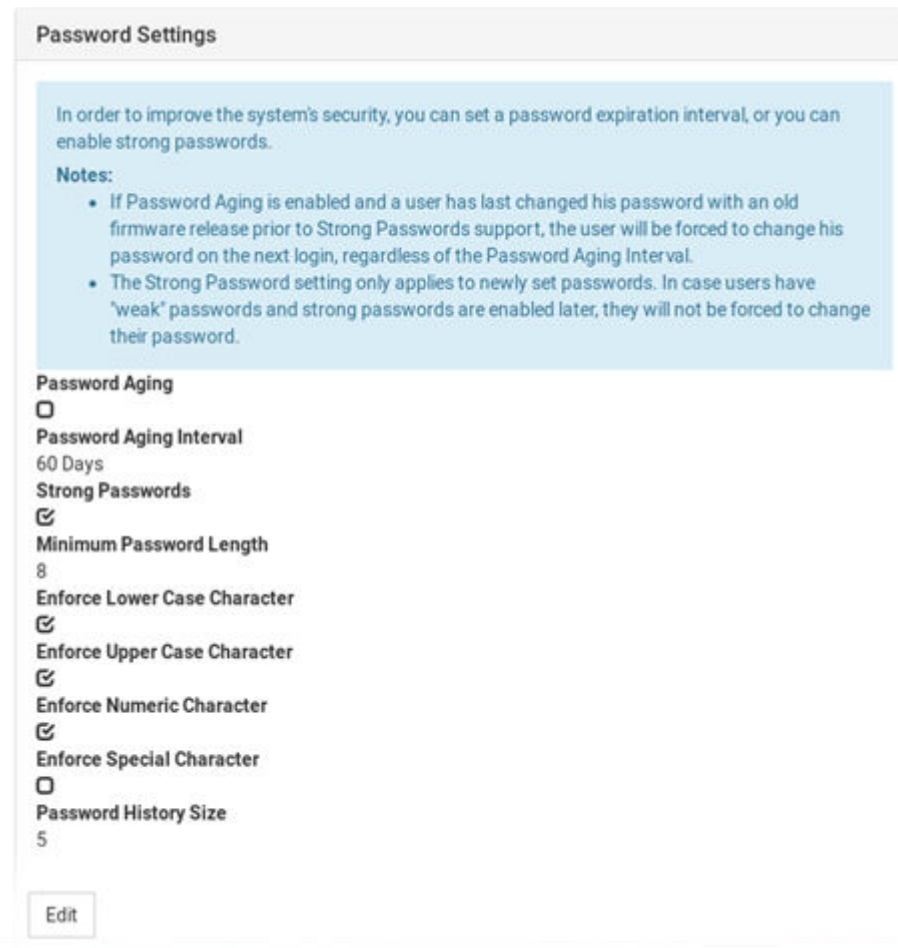 Password Settings
In order to improve the system's security, you can set a password expiration interval, or you can
enable strong passwords.
Notes:
• If Password Aging is enabled and a user has last changed his password with an old
firmware release prior to Strong Passwords support, the user will be forced to change his
password on the next login, regardless of the Password Aging Interval.
• The Strong Password setting only applies to newly set passwords. In case users have
"weak" passwords and strong passwords are enabled later, they will not be forced to change
their password.
Password Aging
Password Aging Interval
60 Days
Strong Passwords
Minimum Password Length
8
Enforce Lower Case Character
Enforce Upper Case Character
Enforce Numeric Character
Enforce Special Character
Password History Size
5
Edit